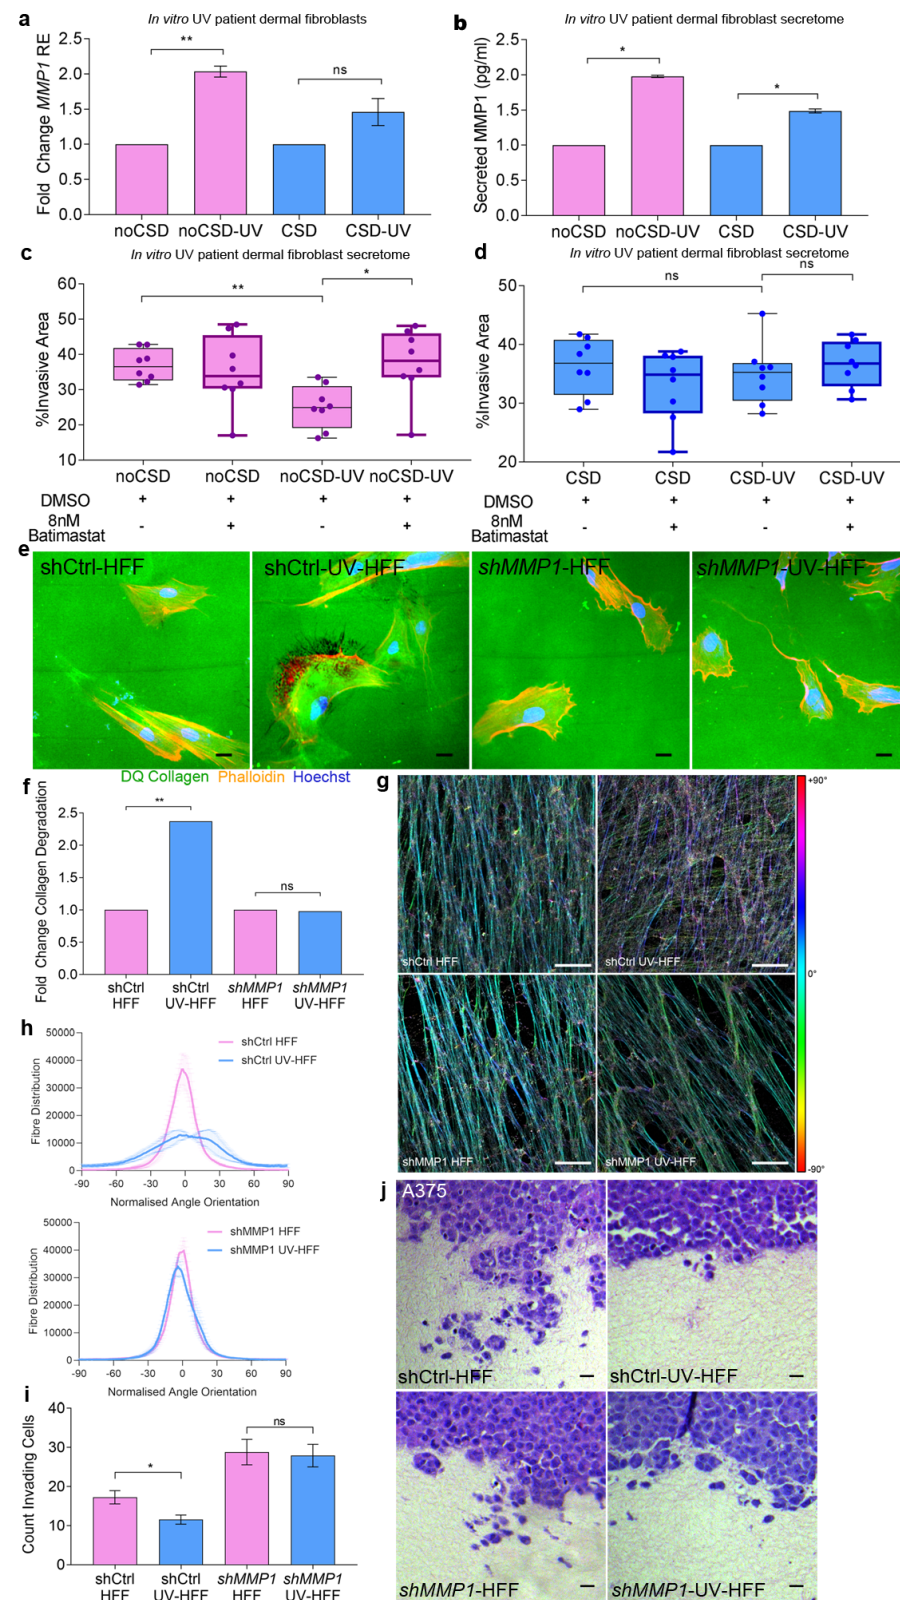 a
In vitro UV patient dermal fibroblasts
Fold Change MMP1 RE
2.5
2.0
1.5
1.0
0.5
0.0
**
ns
noCSD noCSD-UV CSD CSD-UV
b
In vitro UV patient dermal fibroblast secretome
Secreted MMP1 (pg/ml)
2.5
2.0
1.5
1.0
0.5
0.0
*
*
noCSD noCSD-UV CSD CSD-UV
c
In vitro UV patient dermal fibroblast secretome
%Invasive Area
60
50
40
30
20
10
**
*
noCSD noCSD noCSD-UV noCSD-UV
DMSO + + + +
8nM
Batimastat - + - +
d
In vitro UV patient dermal fibroblast secretome
%Invasive Area
50
40
30
20
ns
ns
CSD CSD CSD-UV CSD-UV
DMSO + + + +
8nM
Batimastat - + - +
e
shCtrl-HFF shCtrl-UV-HFF shMMP1-HFF shMMP1-UV-HFF
DQ Collagen Phalloidin Hoechst
f
Fold Change Collagen Degradation
2.5
2.0
1.5
1.0
0.5
0.0
**
ns
shCtrl shCtrl shMMP1 shMMP1
HFF UV-HFF HFF UV-HFF
g
shCtrl HFF
shCtrl UV-HFF
shMMP1 HFF
shMMP1 UV-HFF
+90°
0°
-90°
h
Fibre Distribution
50000
40000
30000
20000
10000
0
shCtrl HFF
shCtrl UV-HFF
-90 -60 -30 0 30 60 90
Normalised Angle Orientation
Fibre Distribution
50000
40000
30000
20000
10000
0
shMMP1 HFF
shMMP1 UV-HFF
-90 -60 -30 0 30 60 90
Normalised Angle Orientation
i
Count Invading Cells
40
30
20
10
0
*
ns
shCtrl shCtrl shMMP1 shMMP1
HFF UV-HFF HFF UV-HFF
j
A375
shCtrl-HFF
shCtrl-UV-HFF
shMMP1-HFF
shMMP1-UV-HFF